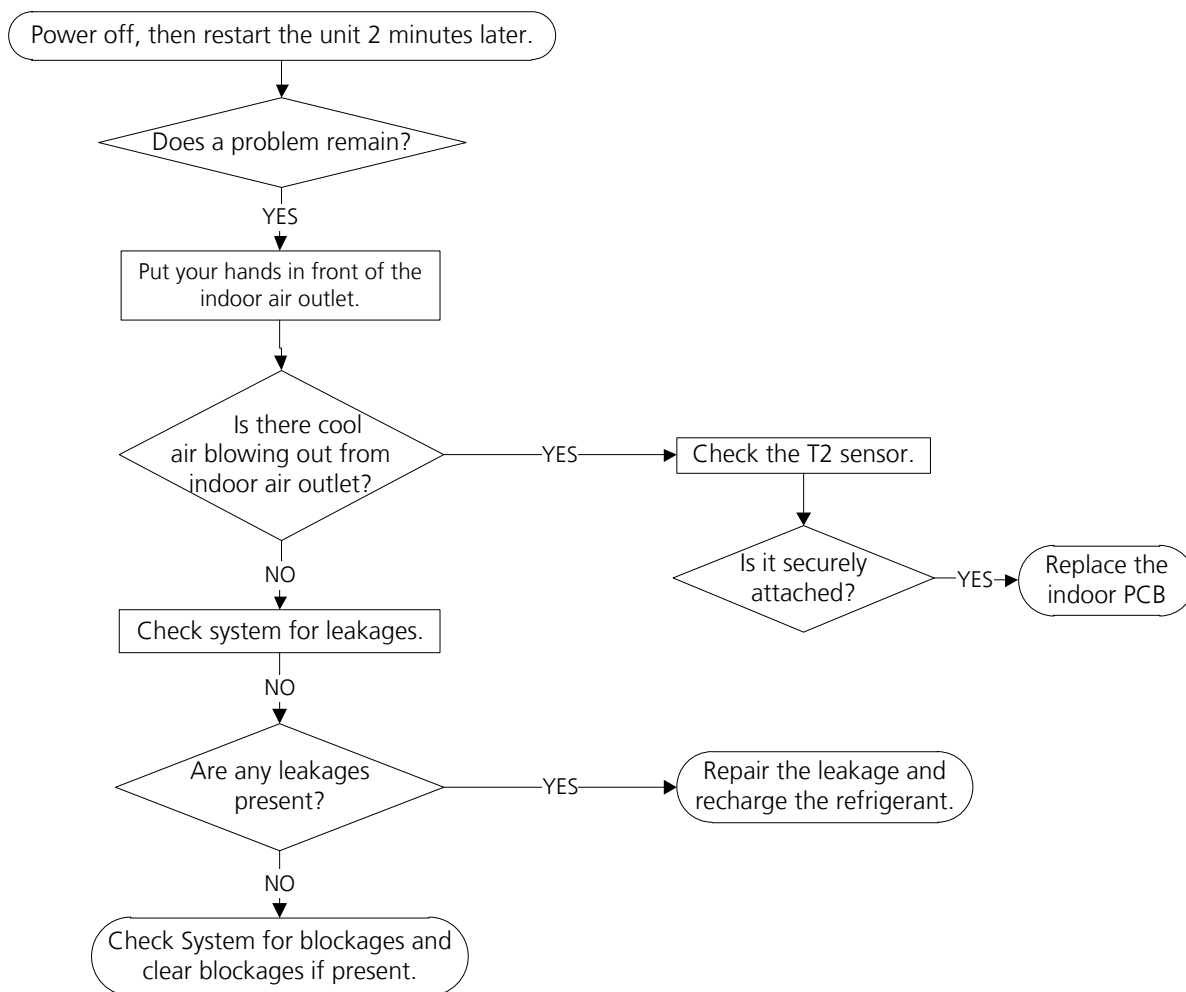 Power off, then restart the unit 2 minutes later.
Does a problem remain?
YES
Put your hands in front of the
indoor air outlet.
Is there cool
air blowing out from
indoor air outlet?
YES
Check the T2 sensor.
Is it securely
attached?
YES
Replace the
indoor PCB
NO
Check system for leakages.
NO
Are any leakages
present?
YES
Repair the leakage and
recharge the refrigerant.
NO
Check System for blockages and
clear blockages if present.